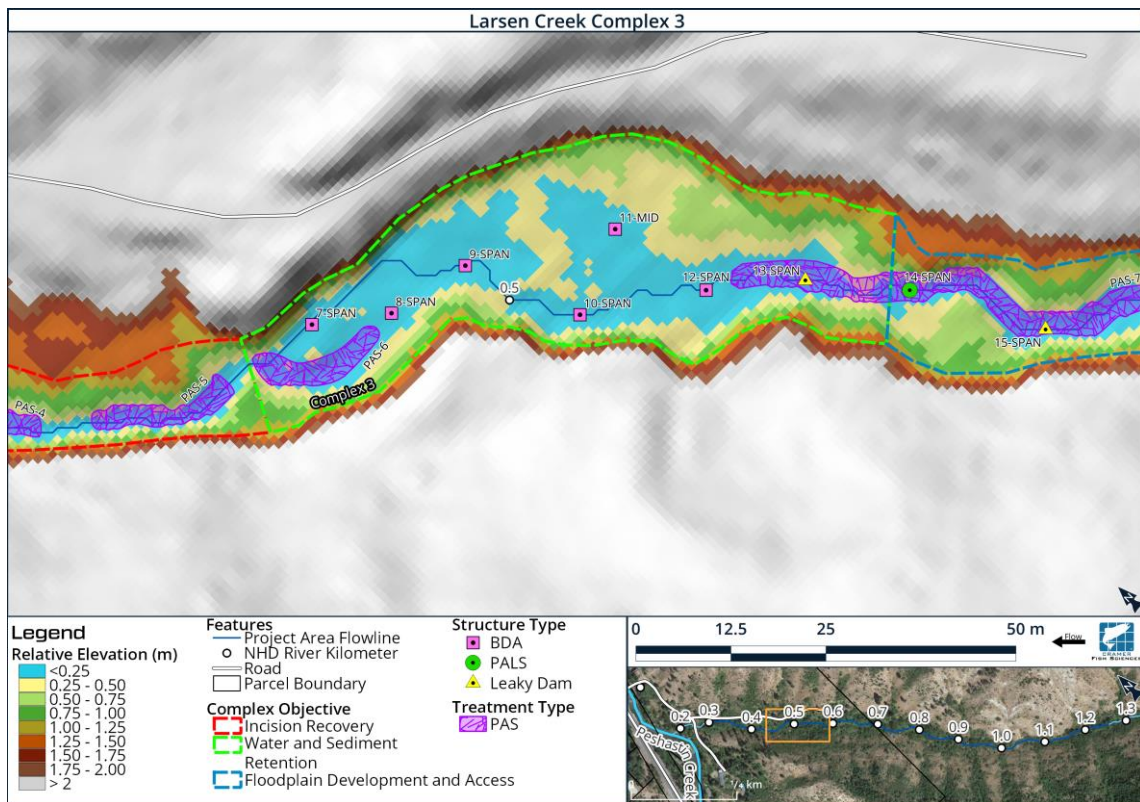 Larsen Creek Complex 3
11-MID
9-SPAN
0.5
12-SPAN
13-SPAN
14-SPAN
PAS-7
8-SPAN
10-SPAN
7-SPAN
15-SPAN
PAS-6
Complex 3
PAS-5
PAS-4
N
Legend
Relative Elevation (m)
<0.25
0.25 - 0.50
0.50 - 0.75
0.75 - 1.00
1.00 - 1.25
1.25 - 1.50
1.50 - 1.75
1.75 - 2.00
> 2
Features
Project Area Flowline
NHD River Kilometer
Road
Parcel Boundary
Complex Objective
Incision Recovery
Water and Sediment
Retention
Floodplain Development and Access
Structure Type
BDA
PALS
Leaky Dam
Treatment Type
PAS
0 12.5 25 50 m
Flow
CRAMER
FISH SCIENCES
N
0.2 0.3 0.4 0.5 0.6 0.7 0.8 0.9 1.0 1.1 1.2 1.3
Peshastin Creek
1/4 km